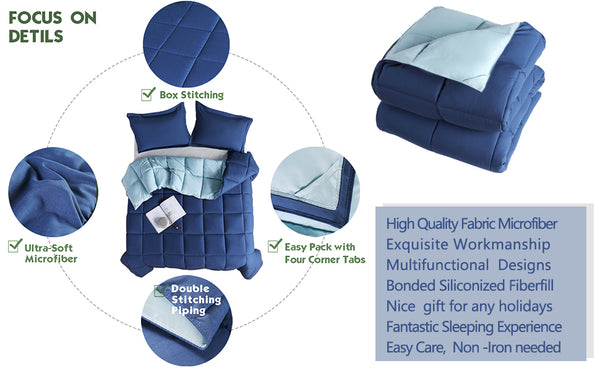 FOCUS ON
DETILS
Box Stitching
Ultra-Soft
Microfiber
Easy Pack with
Four Corner Tabs
Double
Stitching
Piping
High Quality Fabric Microfiber
Exquisite Workmanship
Multifunctional Designs
Bonded Siliconized Fiberfill
Nice gift for any holidays
Fantastic Sleeping Experience
Easy Care, Non -Iron needed